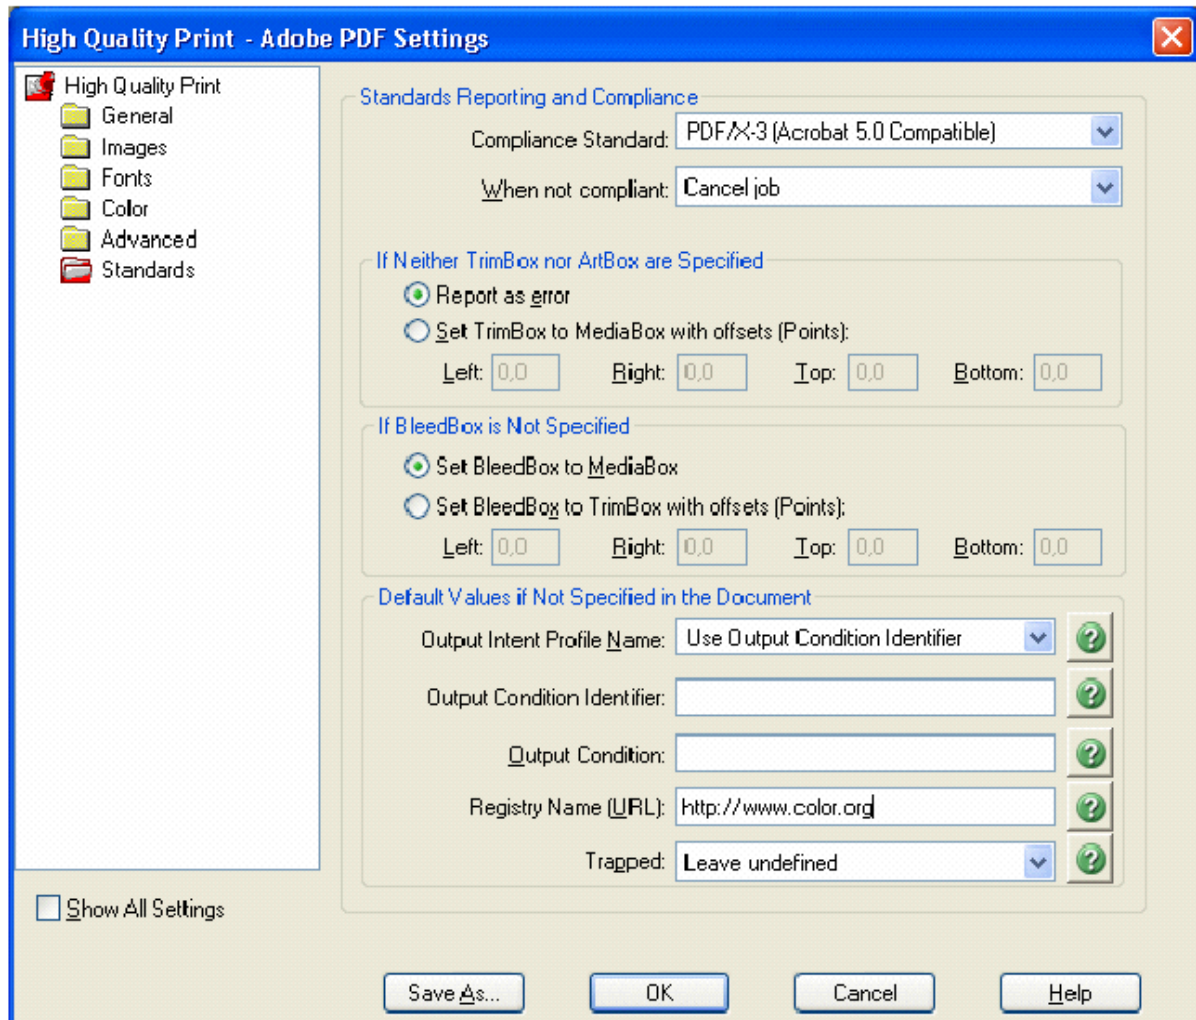 High Quality Print - Adobe PDF Settings
High Quality Print
General
Images
Fonts
Color
Advanced
Standards
Show All Settings
Standards Reporting and Compliance
Compliance Standard: PDF/X-3 (Acrobat 5.0 Compatible)
When not compliant: Cancel job
If Neither TrimBox nor ArtBox are Specified
Report as error
Set TrimBox to MediaBox with offsets (Points):
Left: 0,0 Right: 0,0 Top: 0,0 Bottom: 0,0
If BleedBox is Not Specified
Set BleedBox to MediaBox
Set BleedBox to TrimBox with offsets (Points):
Left: 0,0 Right: 0,0 Top: 0,0 Bottom: 0,0
Default Values if Not Specified in the Document
Output Intent Profile Name: Use Output Condition Identifier ?
Output Condition Identifier: ?
Output Condition: ?
Registry Name (URL): http://www.color.org ?
Trapped: Leave undefined ?
Save As... OK Cancel Help